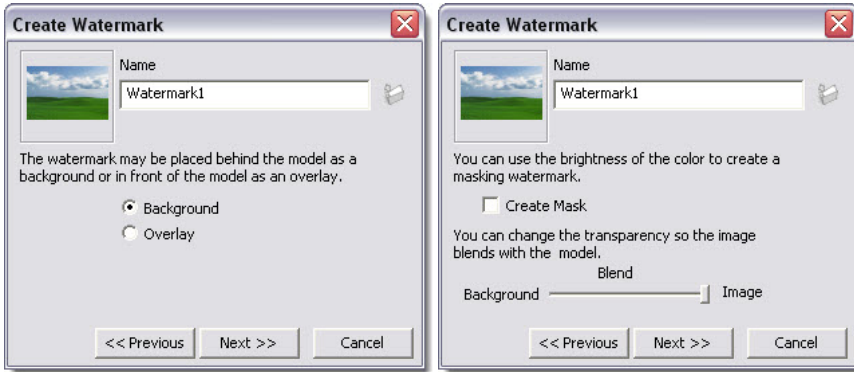 Create Watermark
Name
Watermark1
The watermark may be placed behind the model as a
background or in front of the model as an overlay.
Background
Overlay
<< Previous
Next >>
Cancel
Create Watermark
Name
Watermark1
You can use the brightness of the color to create a
masking watermark.
Create Mask
You can change the transparency so the image
blends with the model.
Blend
Background
Image
<< Previous
Next >>
Cancel